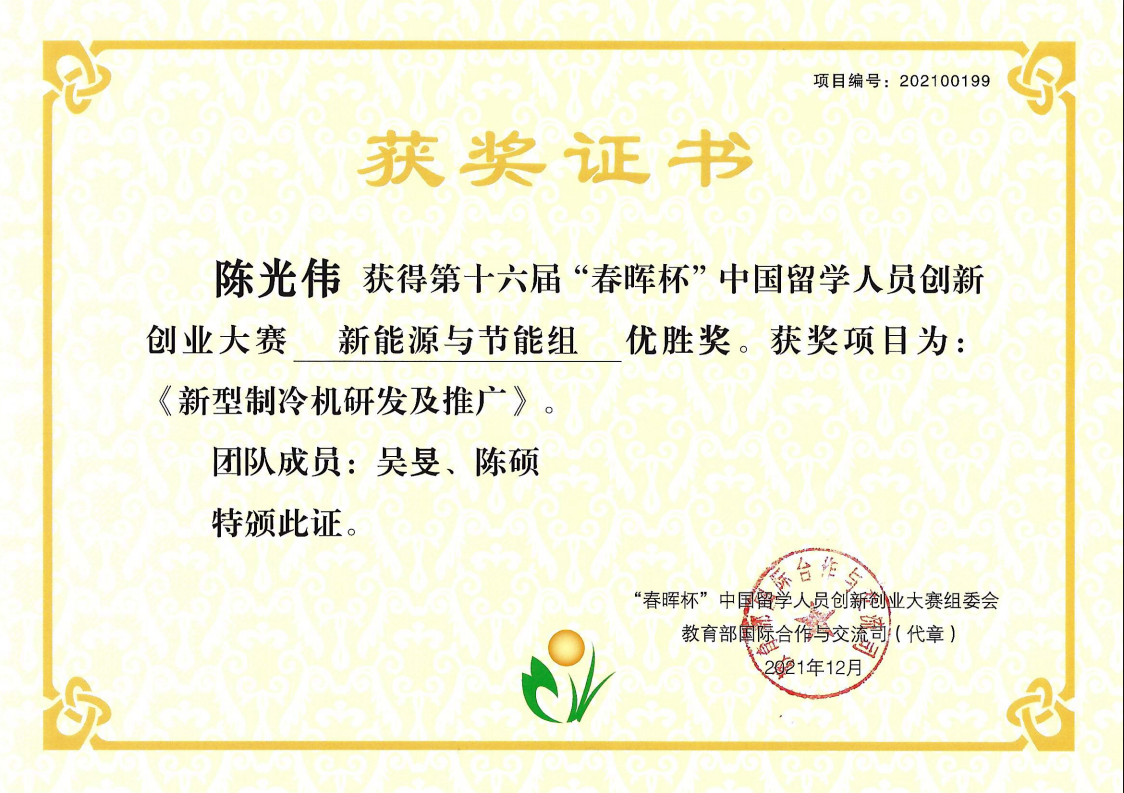 项目编号：202100199
获奖证书
陈光伟 获得第十六届“春晖杯”中国留学人员创新
创业大赛 新能源与节能组 优胜奖。获奖项目为：
《新型制冷机研发及推广》。
团队成员：吴旻、陈硕
特颁此证。
“春晖杯”中国留学人员创新创业大赛组委会
教育部国际合作与交流司（代章）
2021年12月
教育部国际合作与交流司